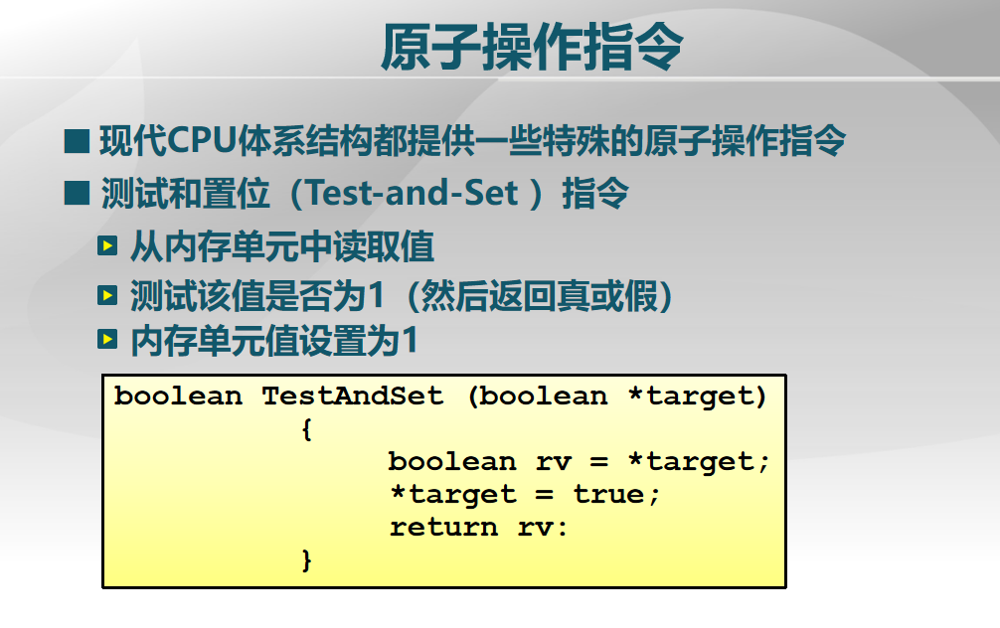 原子操作指令
现代CPU体系结构都提供一些特殊的原子操作指令
测试和置位（Test-and-Set ）指令
从内存单元中读取值
测试该值是否为1（然后返回真或假）
内存单元值设置为1
boolean TestAndSet (boolean *target)
{
boolean rv = *target;
*target = true;
return rv:
}